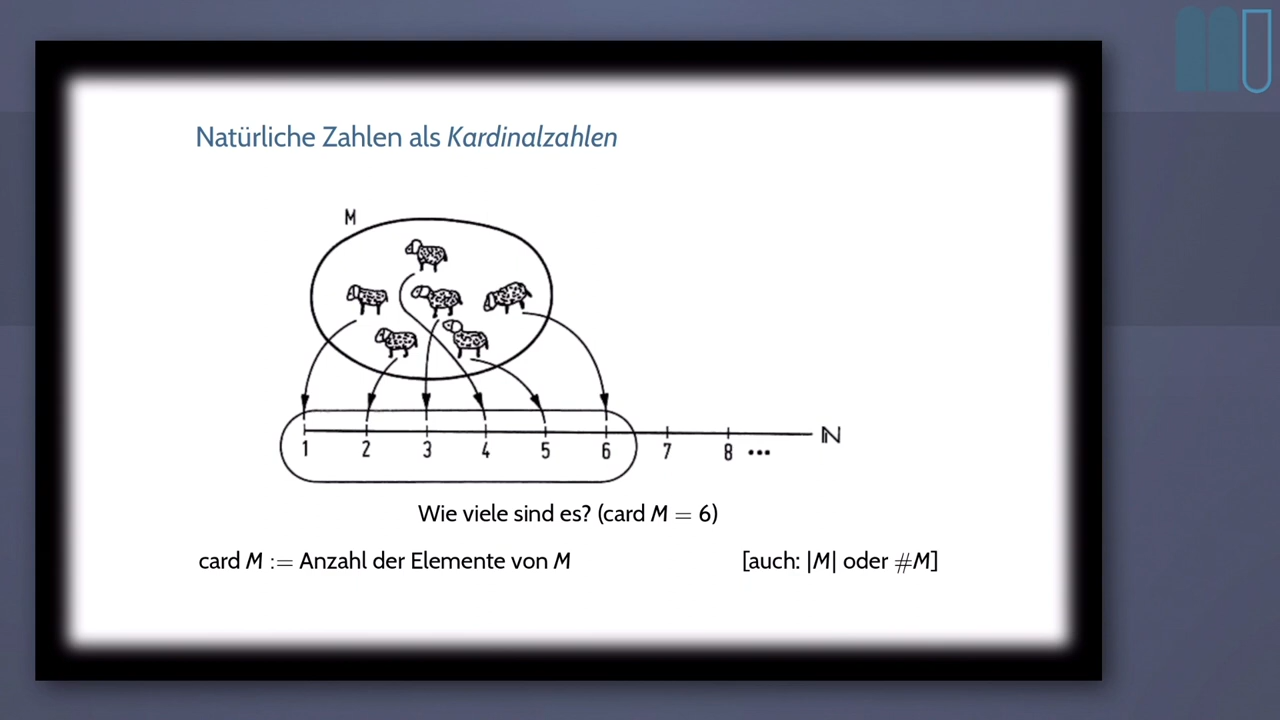 Natürliche Zahlen als Kardinalzahlen
M
ℕ
1 2 3 4 5 6 7 8 •••
Wie viele sind es? (card M = 6)
card M := Anzahl der Elemente von M [auch: |M| oder #M]